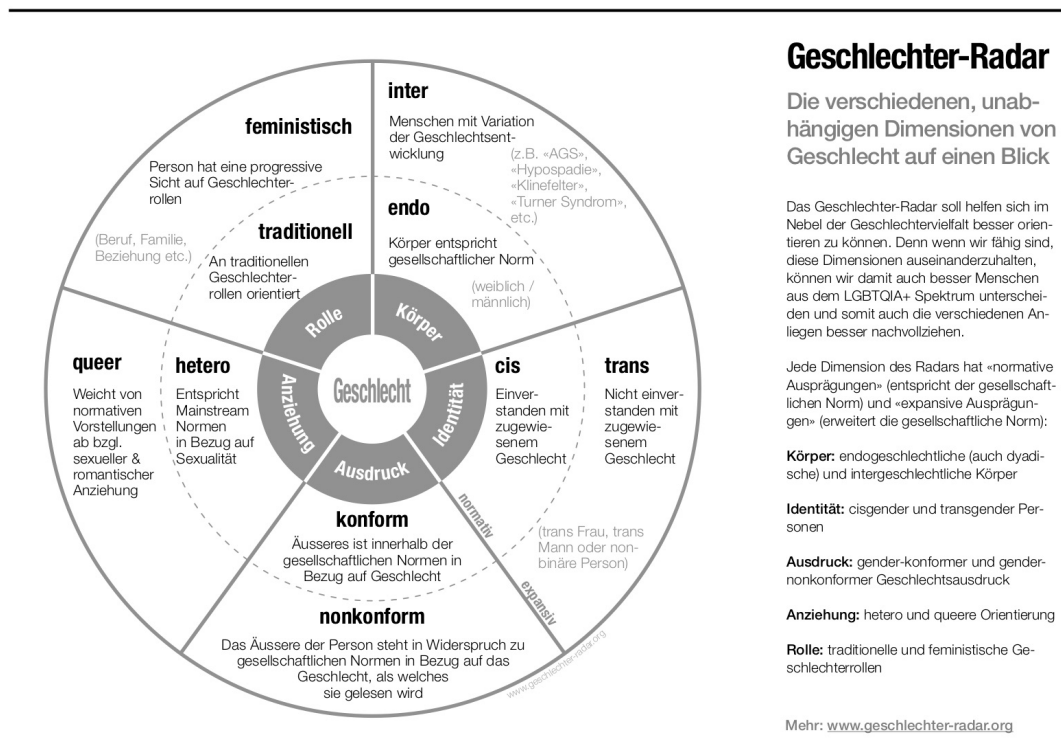 Geschlechter-Radar
Die verschiedenen, unab-
hängigen Dimensionen von
Geschlecht auf einen Blick
Das Geschlechter-Radar soll helfen sich im
Nebel der Geschlechtervielfalt besser orien-
tieren zu können. Denn wenn wir fähig sind,
diese Dimensionen auseinanderzuhalten,
können wir damit auch besser Menschen
aus dem LGBTQIA+ Spektrum unterschei-
den und somit auch die verschiedenen An-
liegen besser nachvollziehen.
Jede Dimension des Radars hat «normative
Ausprägungen» (entspricht der gesellschaft-
lichen Norm) und «expansive Ausprägun-
gen» (erweitert die gesellschaftliche Norm):
Körper: endogeschlechtliche (auch dyadi-
sche) und intergeschlechtliche Körper
Identität: cisgender und transgender Per-
sonen
Ausdruck: gender-konformer und gender-
nonkonformer Geschlechtsausdruck
Anziehung: hetero und queere Orientierung
Rolle: traditionelle und feministische Ge-
schlechterrollen
Mehr: www.geschlechter-radar.org
feministisch
Person hat eine progressive
Sicht auf Geschlechter-
rollen
(Beruf, Familie,
Beziehung etc.)
traditionell
An traditionellen
Geschlechter-
rollen orientiert
inter
Menschen mit Variation
der Geschlechtsent-
wicklung
(z.B. «AGS»,
«Hypospadie»,
«Klinefelter»,
«Turner Syndrom»,
etc.)
endo
Körper entspricht
gesellschaftlicher Norm
(weiblich /
männlich)
queer
Weicht von
normativen
Vorstellungen
ab bzgl.
sexueller &
romantischer
Anziehung
hetero
Entspricht
Mainstream
Normen
in Bezug auf
Sexualität
Rolle
Körper
Anziehung
Geschlecht
Identität
Ausdruck
cis
Einver-
standen mit
zugewie-
senem
Geschlecht
trans
Nicht einver-
standen mit
zugewie-
senem
Geschlecht
(trans Frau, trans
Mann oder non-
binäre Person)
normativ
expansiv
konform
Äusseres ist innerhalb der
gesellschaftlichen Normen in
Bezug auf Geschlecht
nonkonform
Das Äussere der Person steht in Widerspruch zu
gesellschaftlichen Normen in Bezug auf das
Geschlecht, als welches
sie gelesen wird
www.geschlechter-radar.org